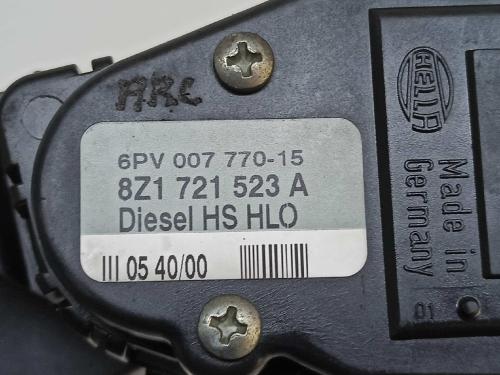 ARC
6PV 007 770-15
8Z1 721 523 A
Diesel HS HLO
05 40/00
HELLA
Made in
Germany
01